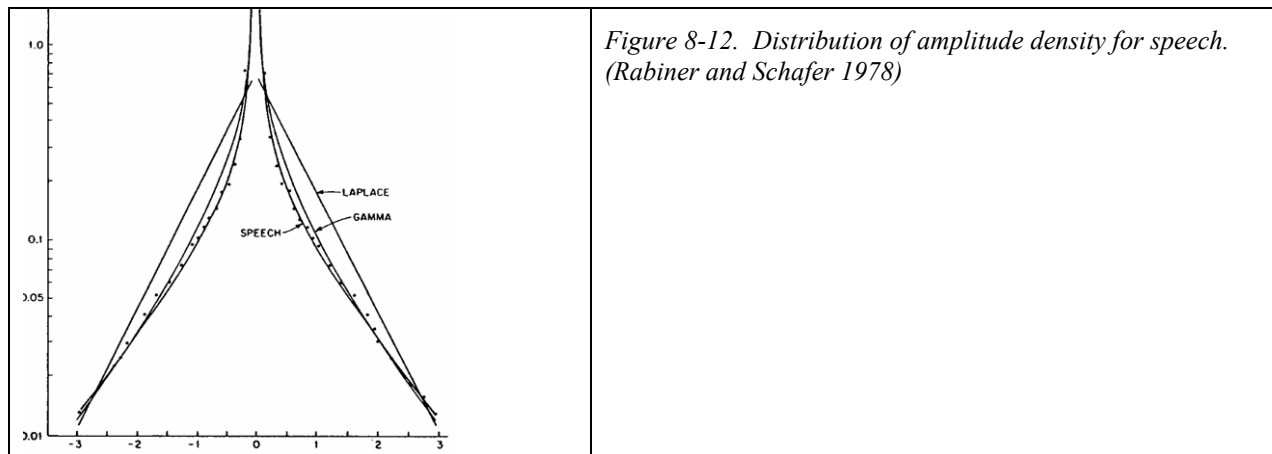 Figure 8-12. Distribution of amplitude density for speech.
(Rabiner and Schafer 1978)
1.0
LAPLACE
GAMMA
SPEECH
0.1
0.05
0.01
-3 -2 -1 0 1 2 3